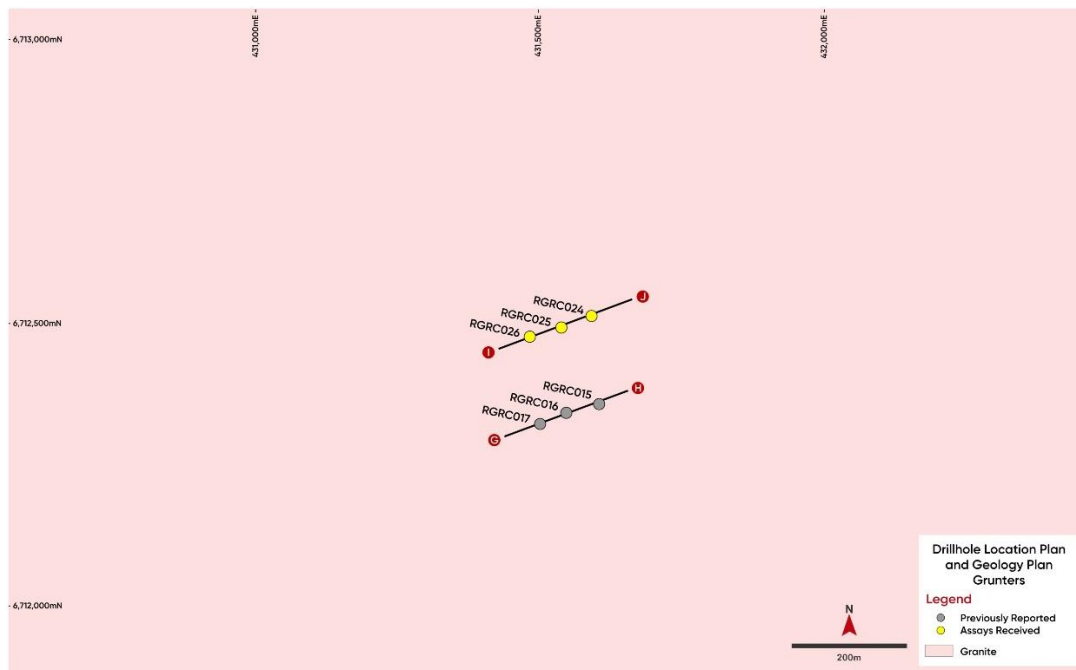 431,000mE
431,500mE
432,000mE
6,713,000mN
6,712,500mN
6,712,000mN
J
RGRC024
RGRC025
RGRC026
I
H
RGRC015
RGRC016
RGRC017
G
Drillhole Location Plan
and Geology Plan
Grunters
Legend
Previously Reported
Assays Received
Granite
N
200m